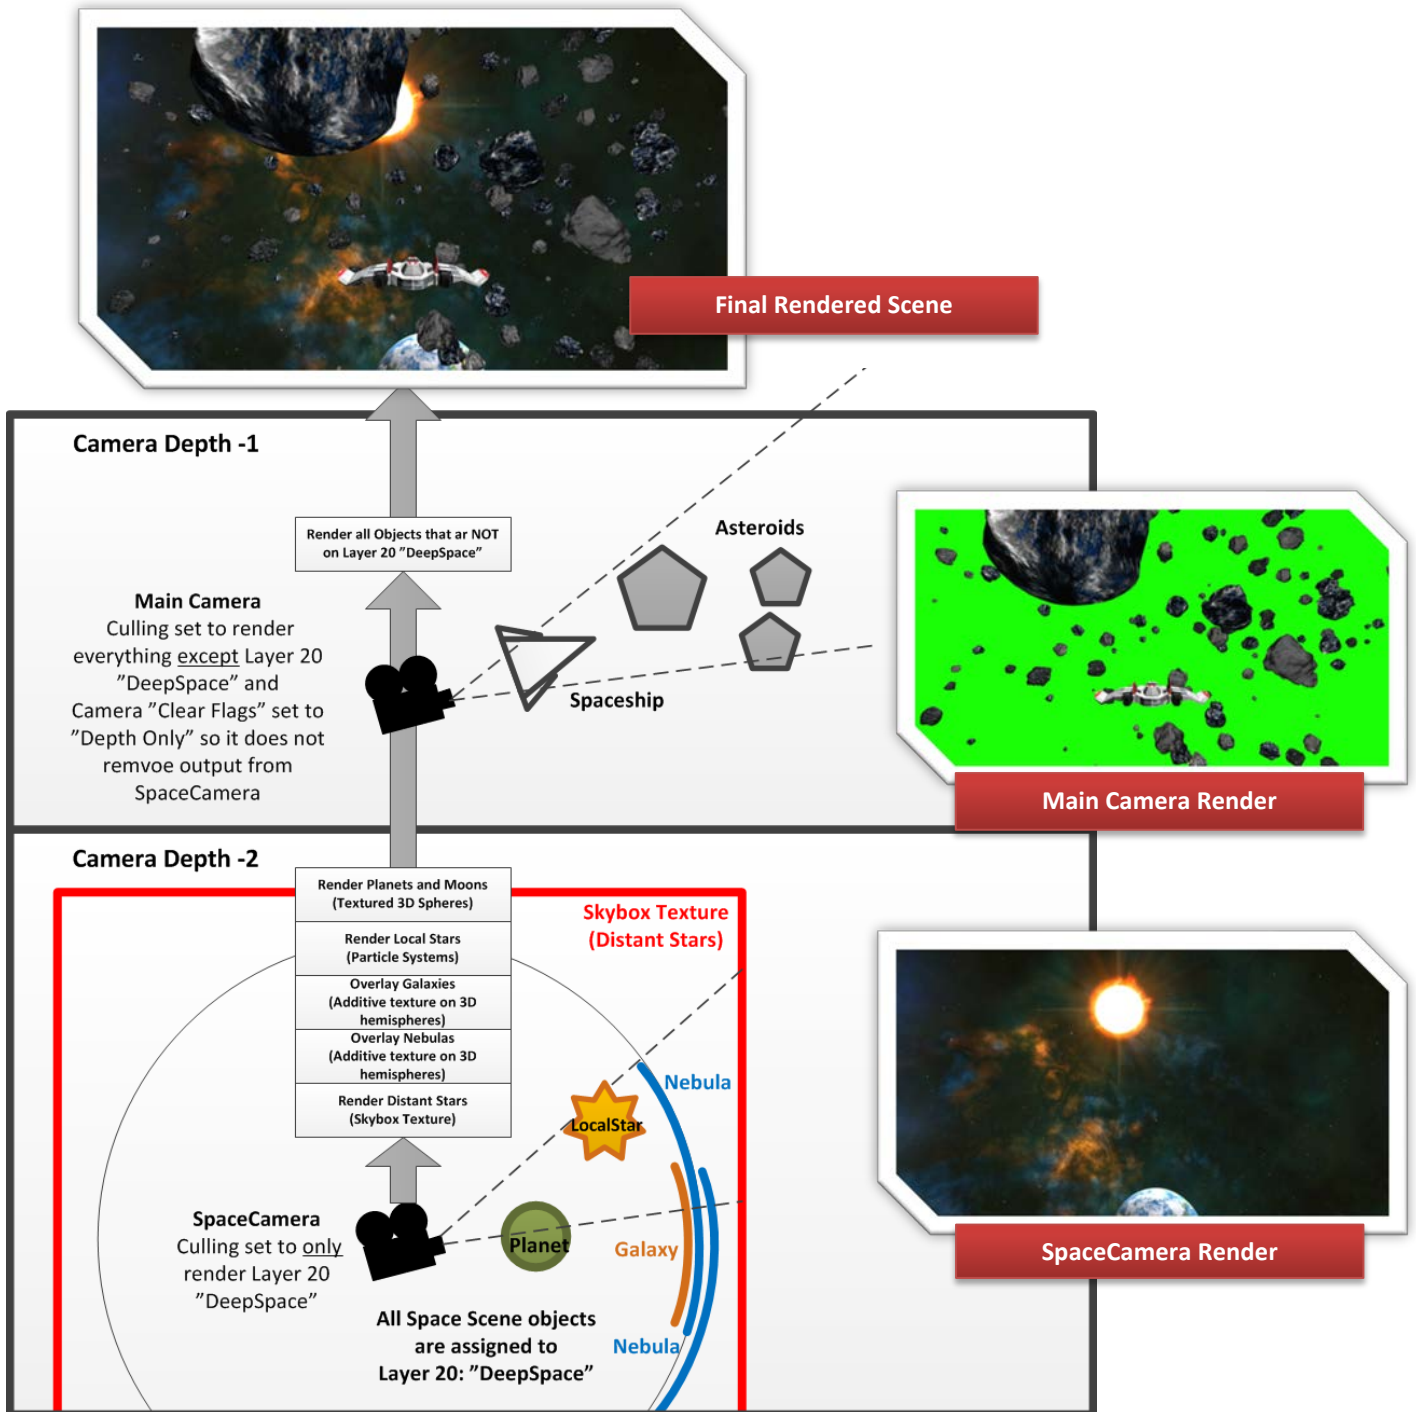 Final Rendered Scene
Camera Depth -1
Render all Objects that ar NOT
on Layer 20 ”DeepSpace”
Asteroids
Main Camera
Culling set to render
everything except Layer 20
”DeepSpace” and
Camera ”Clear Flags” set to
”Depth Only” so it does not
remvoe output from
SpaceCamera
Spaceship
Main Camera Render
Camera Depth -2
Render Planets and Moons
(Textured 3D Spheres)
Skybox Texture
(Distant Stars)
Render Local Stars
(Particle Systems)
Overlay Galaxies
(Additive texture on 3D
hemispheres)
Overlay Nebulas
(Additive texture on 3D
hemispheres)
Render Distant Stars
(Skybox Texture)
Nebula
LocalStar
SpaceCamera
Culling set to only
render Layer 20
”DeepSpace”
Planet
Galaxy
SpaceCamera Render
All Space Scene objects
are assigned to
Layer 20: ”DeepSpace”
Nebula